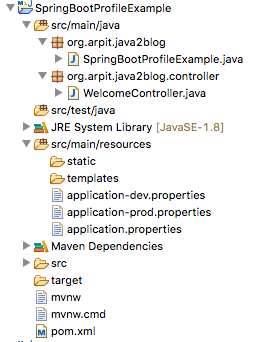 SpringBootProfileExample
src/main/java
org.arpit.java2blog
SpringBootProfileExample.java
org.arpit.java2blog.controller
WelcomeController.java
src/test/java
JRE System Library [JavaSE-1.8]
src/main/resources
static
templates
application-dev.properties
application-prod.properties
application.properties
Maven Dependencies
src
target
mvnw
mvnw.cmd
pom.xml